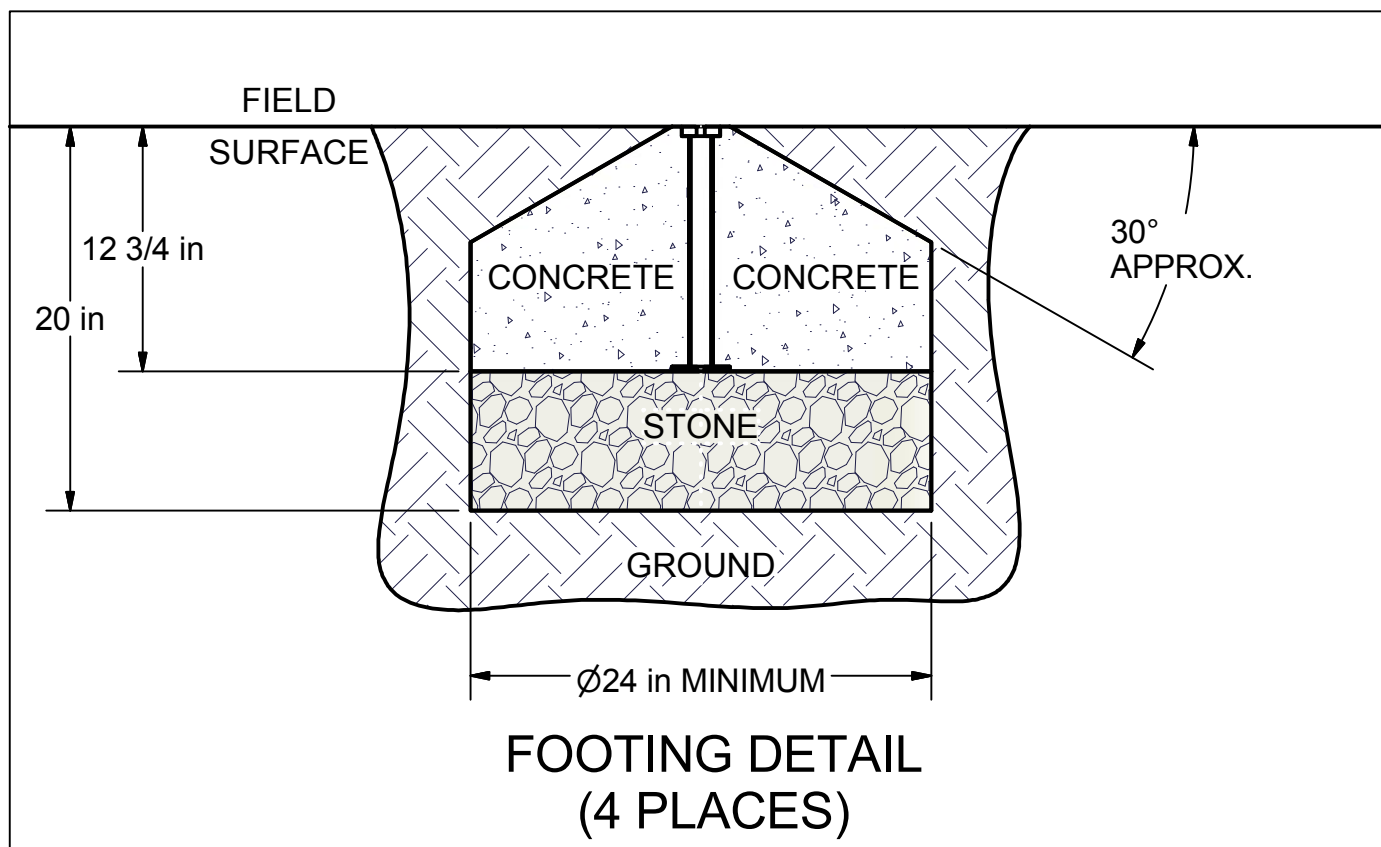 FIELD
SURFACE
12 3/4 in
20 in
CONCRETE
CONCRETE
30°
APPROX.
STONE
GROUND
Ø24 in MINIMUM
FOOTING DETAIL
(4 PLACES)